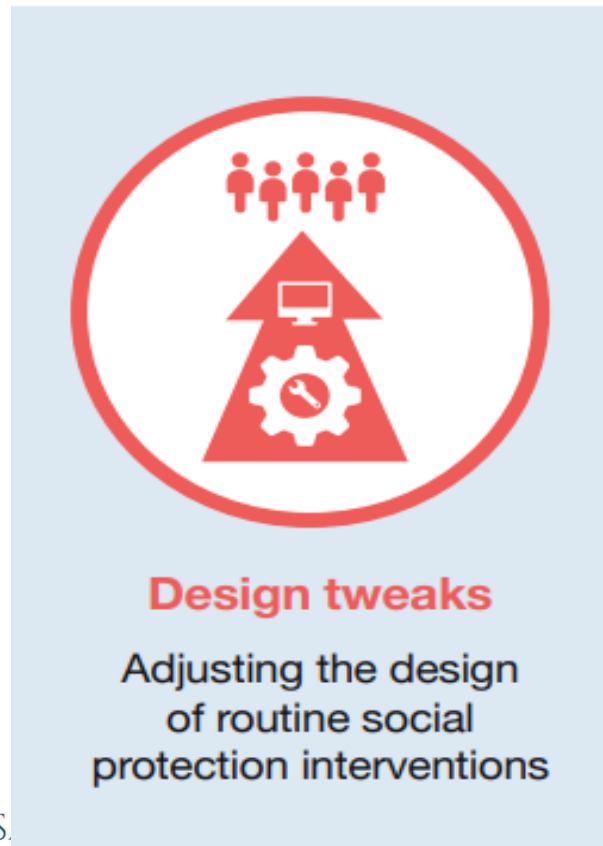 Design tweaks
Adjusting the design
of routine social
protection interventions
S